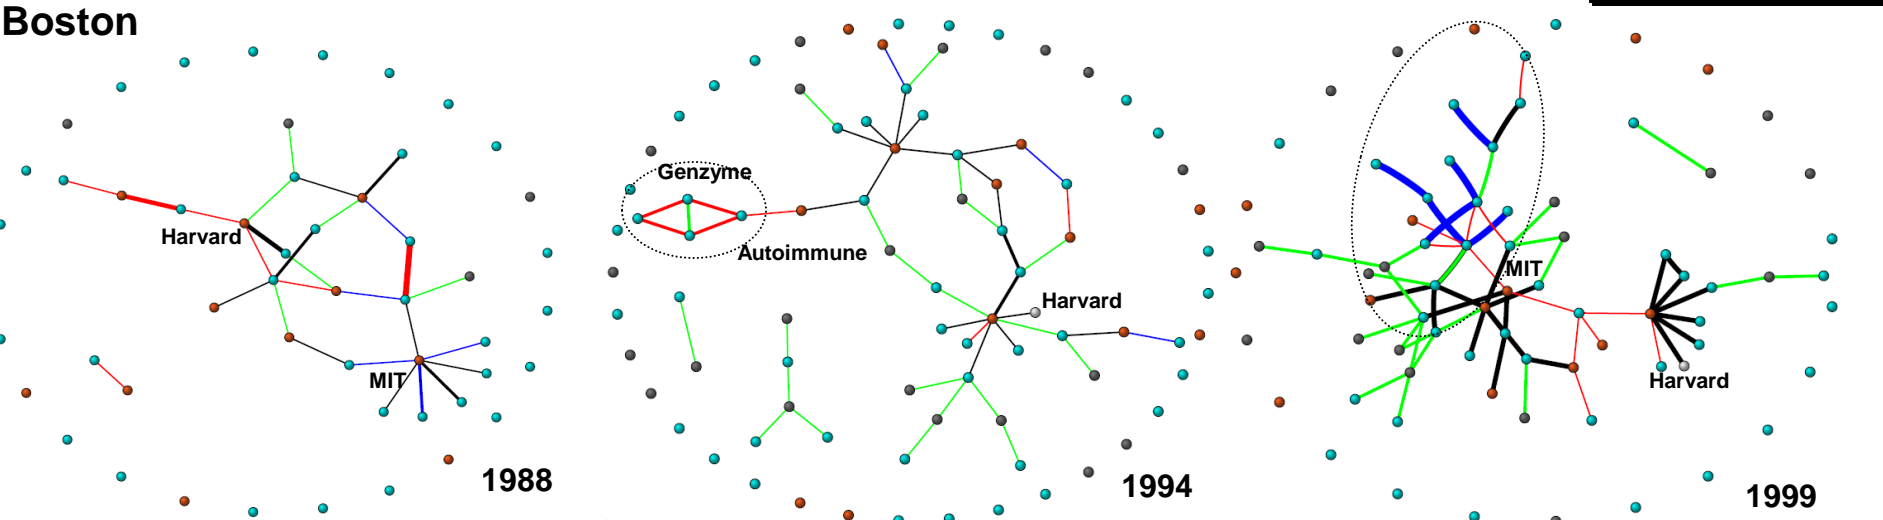 Boston
Harvard
MIT
1988
Genzyme
Autoimmune
Harvard
1994
MIT
Harvard
1999